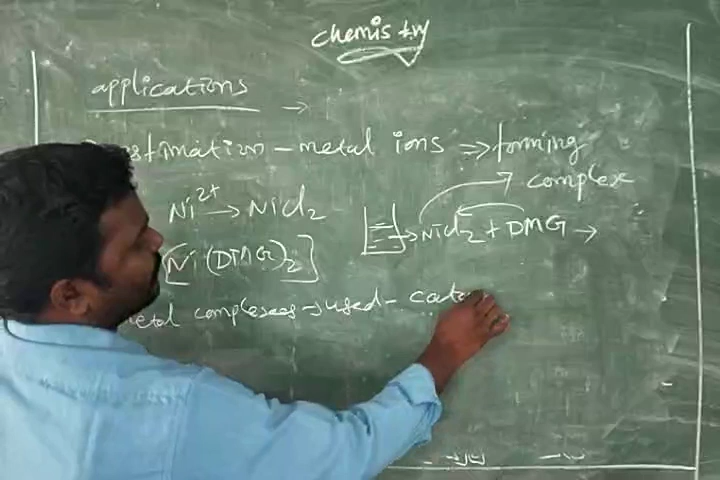 chemistry
applications →
Estimation - metal ions => forming
complex
Ni²⁺ → NiCl₂
NiCl₂ + DMG →
[Ni(DMG)₂]
metal complexes → used - cata